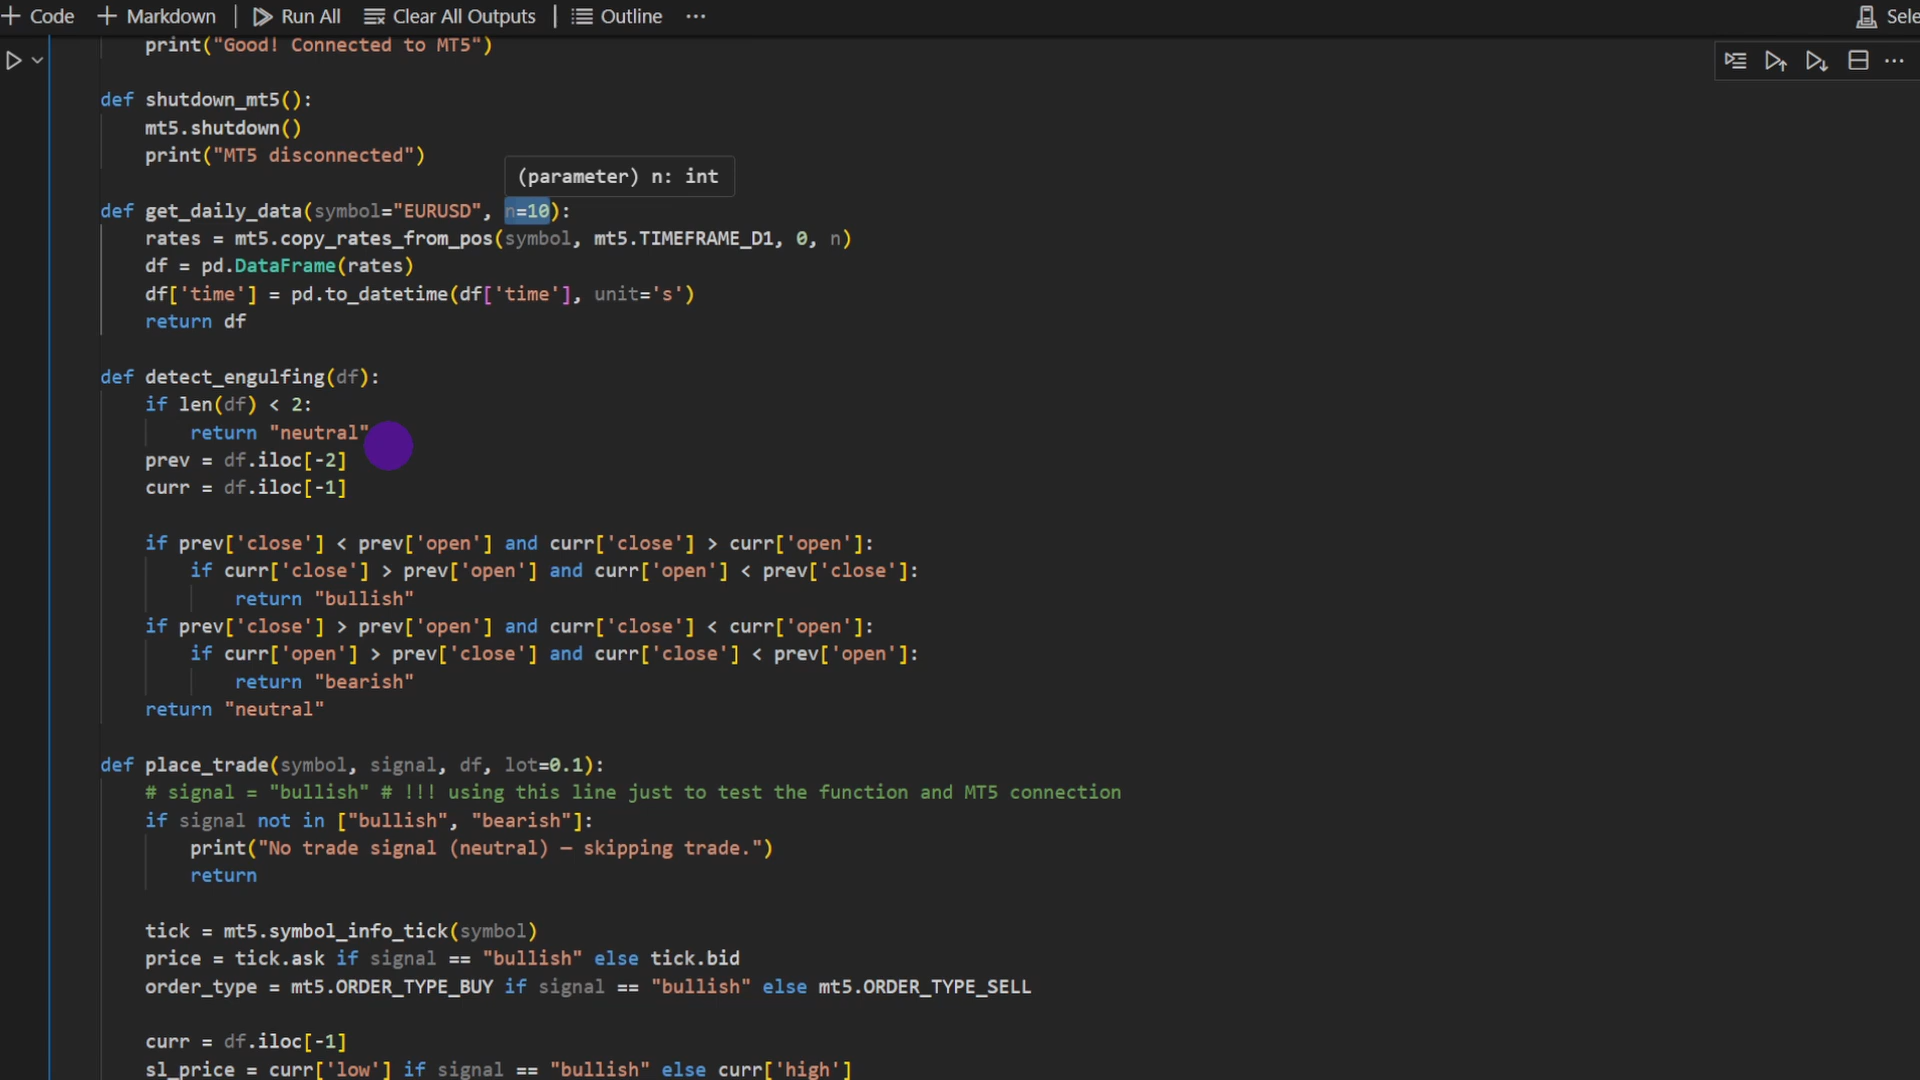 Code Markdown Run All Clear All Outputs Outline ... Sele
    print("Good! Connected to MT5")
def shutdown_mt5():
    mt5.shutdown()
    print("MT5 disconnected")
(parameter) n: int
def get_daily_data(symbol="EURUSD", n=10):
    rates = mt5.copy_rates_from_pos(symbol, mt5.TIMEFRAME_D1, 0, n)
    df = pd.DataFrame(rates)
    df['time'] = pd.to_datetime(df['time'], unit='s')
    return df
def detect_engulfing(df):
    if len(df) < 2:
        return "neutral"
    prev = df.iloc[-2]
    curr = df.iloc[-1]
    if prev['close'] < prev['open'] and curr['close'] > curr['open']:
        if curr['close'] > prev['open'] and curr['open'] < prev['close']:
            return "bullish"
    if prev['close'] > prev['open'] and curr['close'] < curr['open']:
        if curr['open'] > prev['close'] and curr['close'] < prev['open']:
            return "bearish"
    return "neutral"
def place_trade(symbol, signal, df, lot=0.1):
    # signal = "bullish" # !!! using this line just to test the function and MT5 connection
    if signal not in ["bullish", "bearish"]:
        print("No trade signal (neutral) — skipping trade.")
        return
    tick = mt5.symbol_info_tick(symbol)
    price = tick.ask if signal == "bullish" else tick.bid
    order_type = mt5.ORDER_TYPE_BUY if signal == "bullish" else mt5.ORDER_TYPE_SELL
    curr = df.iloc[-1]
    sl_price = curr['low'] if signal == "bullish" else curr['high']